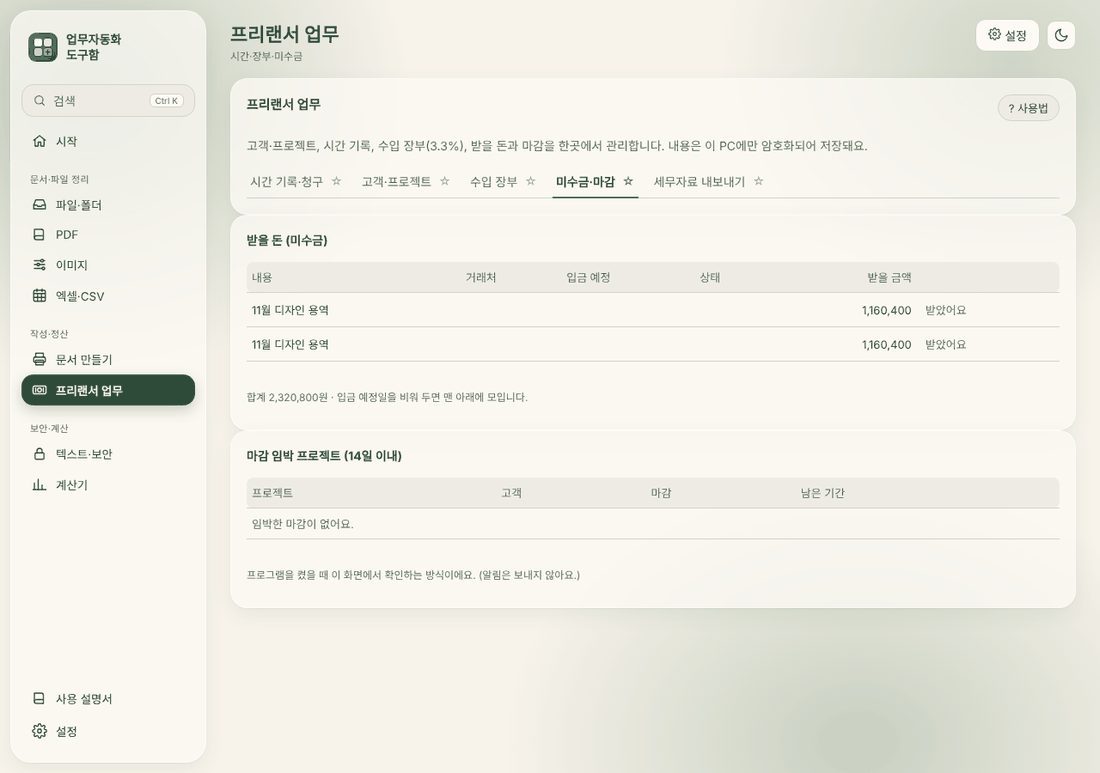 업무자동화
도구함
검색 Ctrl K
시작
문서·파일 정리
파일·폴더
PDF
이미지
엑셀·CSV
작성·정산
문서 만들기
프리랜서 업무
보안·계산
텍스트·보안
계산기
사용 설명서
설정
프리랜서 업무
시간·장부·미수금
설정
프리랜서 업무
? 사용법
고객·프로젝트, 시간 기록, 수입 장부(3.3%), 받을 돈과 마감을 한곳에서 관리합니다. 내용은 이 PC에만 암호화되어 저장돼요.
시간 기록·청구 ☆ 고객·프로젝트 ☆ 수입 장부 ☆ 미수금·마감 ☆ 세무자료 내보내기 ☆
받을 돈 (미수금)
내용 거래처 입금 예정 상태 받을 금액
11월 디자인 용역 1,160,400 받았어요
11월 디자인 용역 1,160,400 받았어요
합계 2,320,800원 · 입금 예정일을 비워 두면 맨 아래에 모입니다.
마감 임박 프로젝트 (14일 이내)
프로젝트 고객 마감 남은 기간
임박한 마감이 없어요.
프로그램을 켰을 때 이 화면에서 확인하는 방식이에요. (알림은 보내지 않아요.)